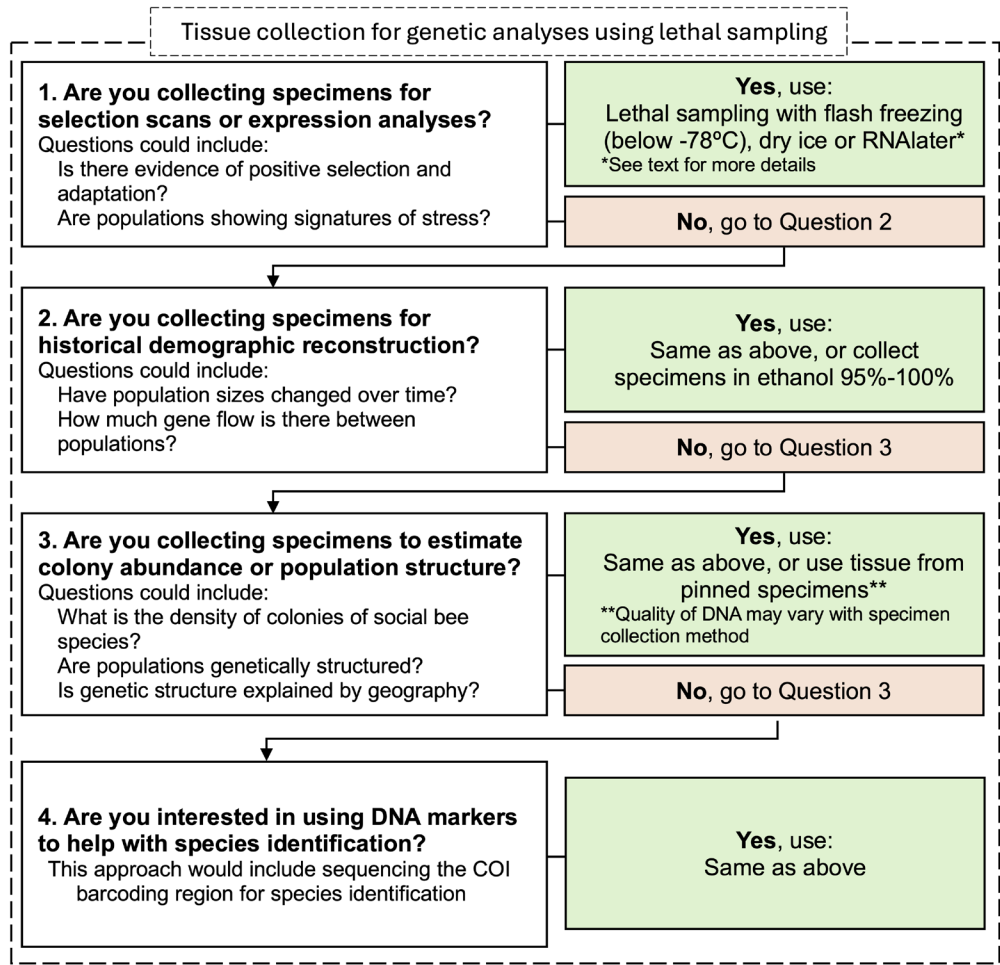 Tissue collection for genetic analyses using lethal sampling
1. Are you collecting specimens for
selection scans or expression analyses?
Questions could include:
Is there evidence of positive selection and
adaptation?
Are populations showing signatures of stress?
Yes, use:
Lethal sampling with flash freezing
(below -78ºC), dry ice or RNAlater*
*See text for more details
No, go to Question 2
2. Are you collecting specimens for
historical demographic reconstruction?
Questions could include:
Have population sizes changed over time?
How much gene flow is there between
populations?
Yes, use:
Same as above, or collect
specimens in ethanol 95%-100%
No, go to Question 3
3. Are you collecting specimens to estimate
colony abundance or population structure?
Questions could include:
What is the density of colonies of social bee
species?
Are populations genetically structured?
Is genetic structure explained by geography?
Yes, use:
Same as above, or use tissue from
pinned specimens**
**Quality of DNA may vary with specimen
collection method
No, go to Question 3
4. Are you interested in using DNA markers
to help with species identification?
This approach would include sequencing the COI
barcoding region for species identification
Yes, use:
Same as above